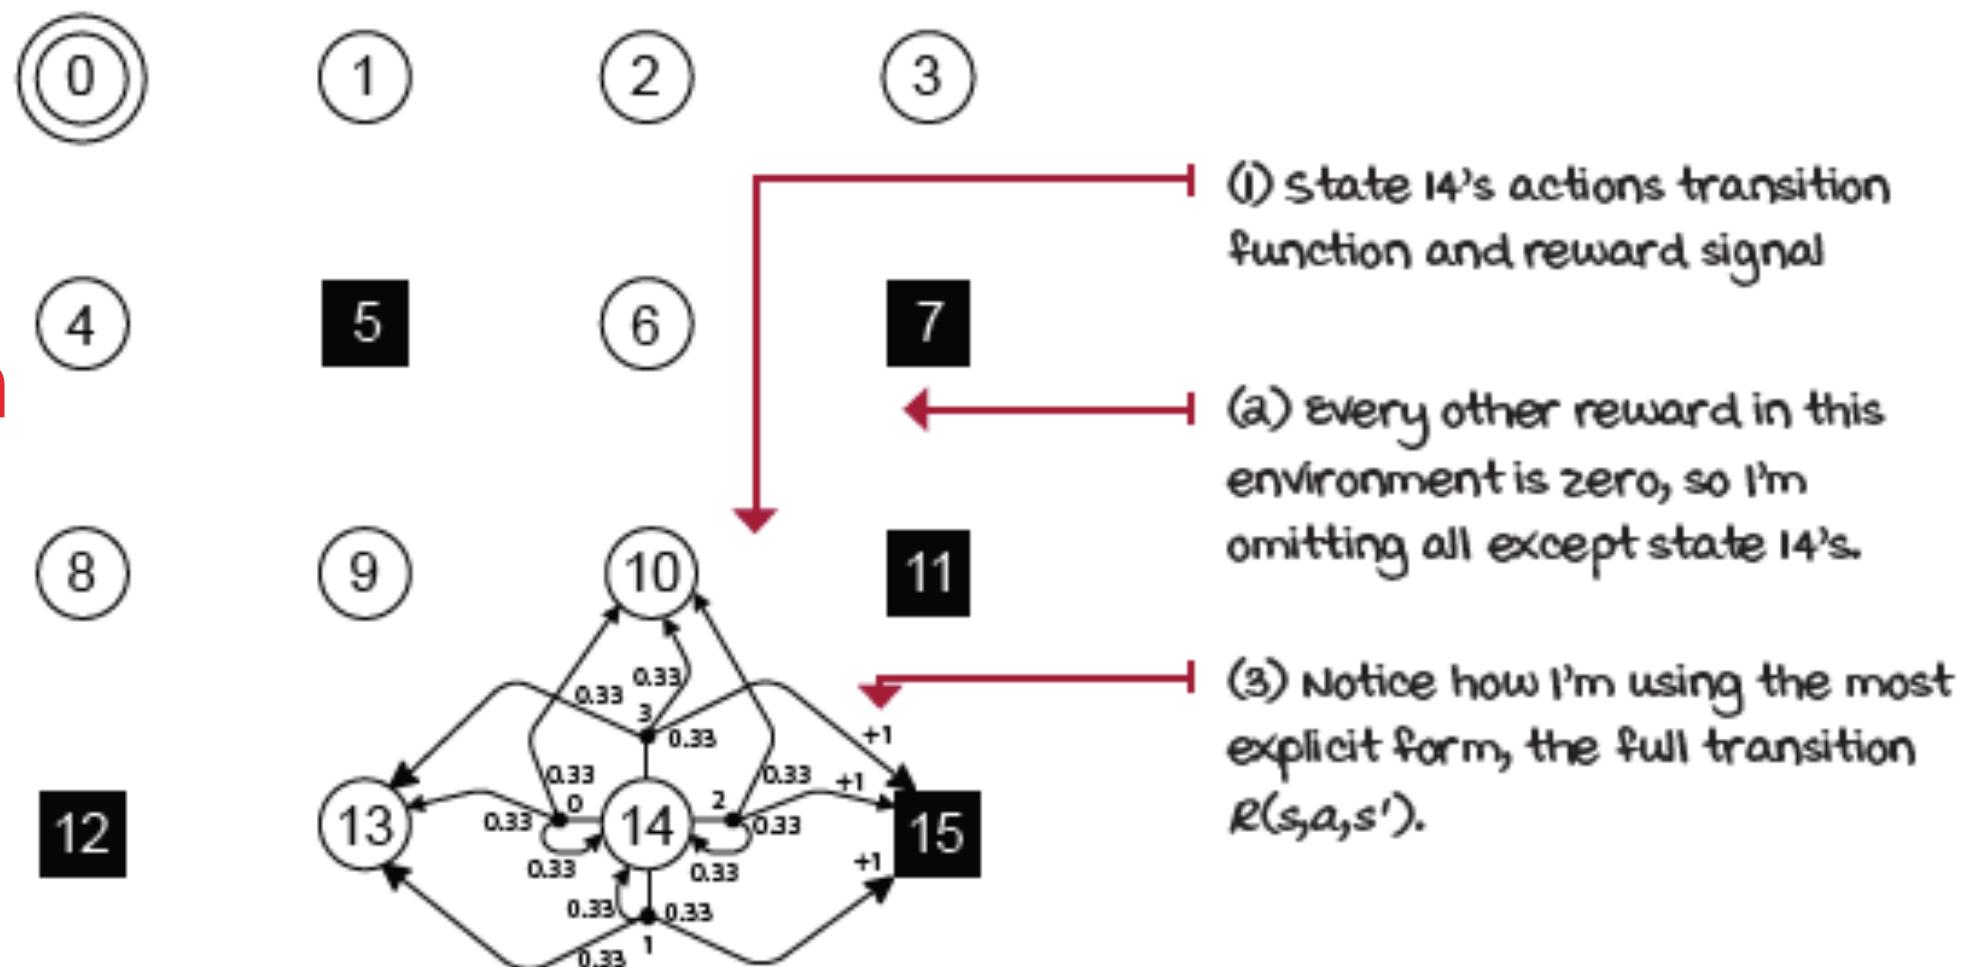 0 1 2 3
(1) State 14's actions transition
function and reward signal
4 5 6 7
(2) Every other reward in this
environment is zero, so I'm
omitting all except state 14's.
8 9 10 11
(3) Notice how I'm using the most
explicit form, the full transition
R(s,a,s').
0.33
0.33
3
0.33
+1
0.33
0.33
+1
0
2
12 13 14 15
0.33
0.33
0.33
0.33
+1
0.33
0.33
1
0.33